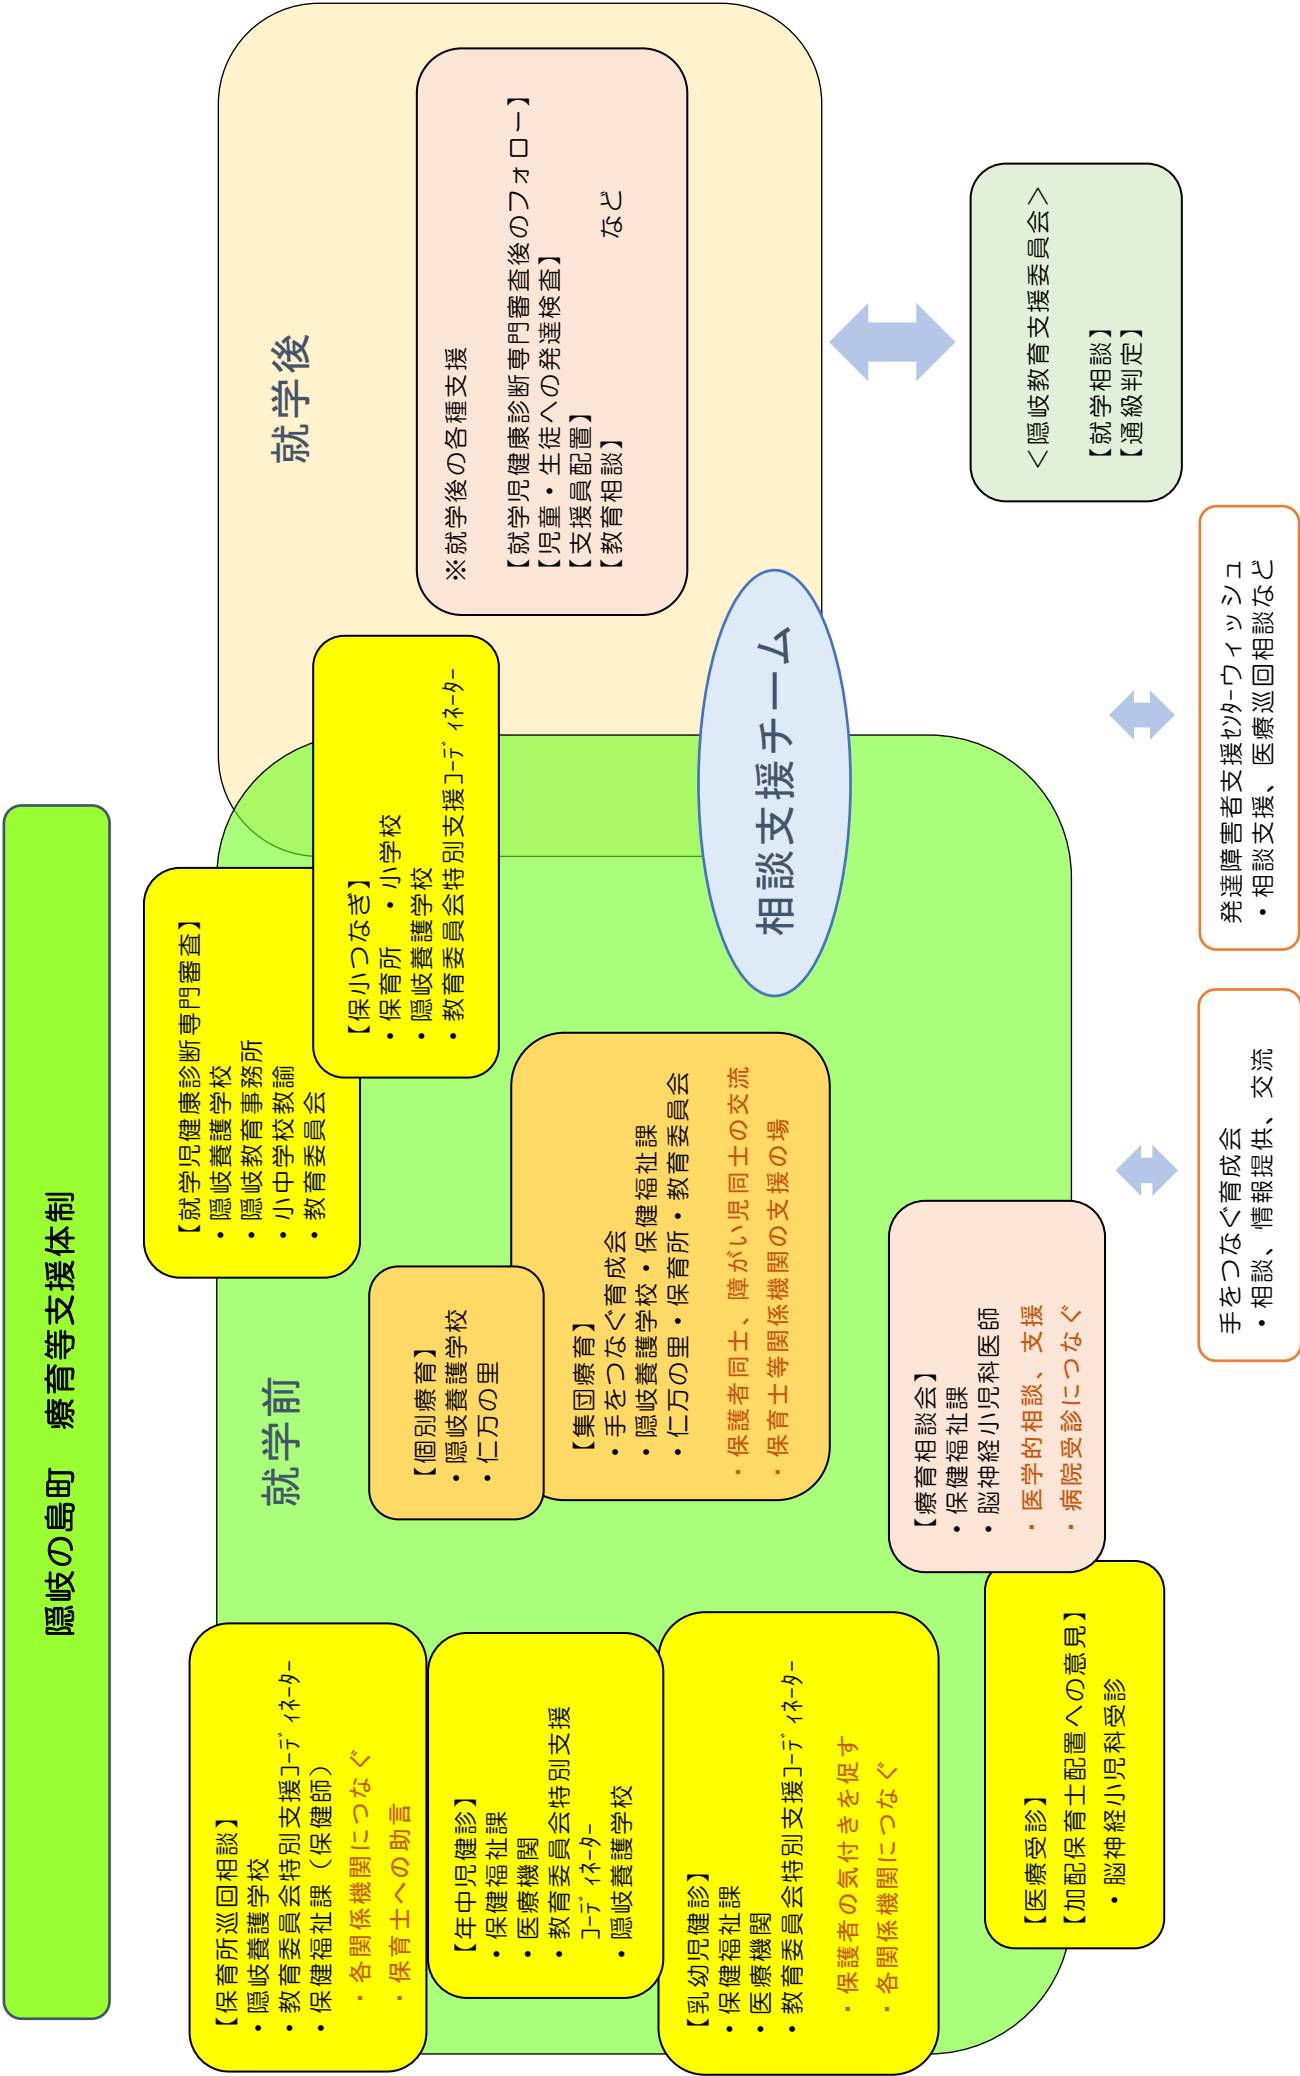 隠岐の島町　療育等支援体制
就学前
就学後
【保育所巡回相談】
・隠岐養護学校
・教育委員会特別支援ｺｰﾃﾞｨﾈｰﾀｰ
・保健福祉課（保健師）
・各関係機関につなぐ
・保育士への助言
【年中児健診】
・保健福祉課
・医療機関
・教育委員会特別支援
ｺｰﾃﾞｨﾈｰﾀｰ
・隠岐養護学校
【乳幼児健診】
・保健福祉課
・医療機関
・教育委員会特別支援ｺｰﾃﾞｨﾈｰﾀｰ
・保護者の気付きを促す
・各関係機関につなぐ
【医療受診】
【加配保育士配置への意見】
・脳神経小児科受診
【療育相談会】
・保健福祉課
・脳神経小児科医師
・医学的相談、支援
・病院受診につなぐ
【個別療育】
・隠岐養護学校
・仁万の里
【集団療育】
・手をつなぐ育成会
・隠岐養護学校・保健福祉課
・仁万の里・保育所・教育委員会
・保護者同士、障がい児同士の交流
・保育士等関係機関の支援の場
【就学児健康診断専門審査】
・隠岐養護学校
・隠岐教育事務所
・小中学校教諭
・教育委員会
【保小つなぎ】
・保育所　・小学校
・隠岐養護学校
・教育委員会特別支援ｺｰﾃﾞｨﾈｰﾀｰ
相談支援チーム
※就学後の各種支援
【就学児健康診断専門審査後のフォロー】
【児童・生徒への発達検査】
【支援員配置】
【教育相談】　　　　　　　　など
＜隠岐教育支援委員会＞
【就学相談】
【通級判定】
手をつなぐ育成会
・相談、情報提供、交流
発達障害者支援ｾﾝﾀｰウィッシュ
・相談支援、医療巡回相談など